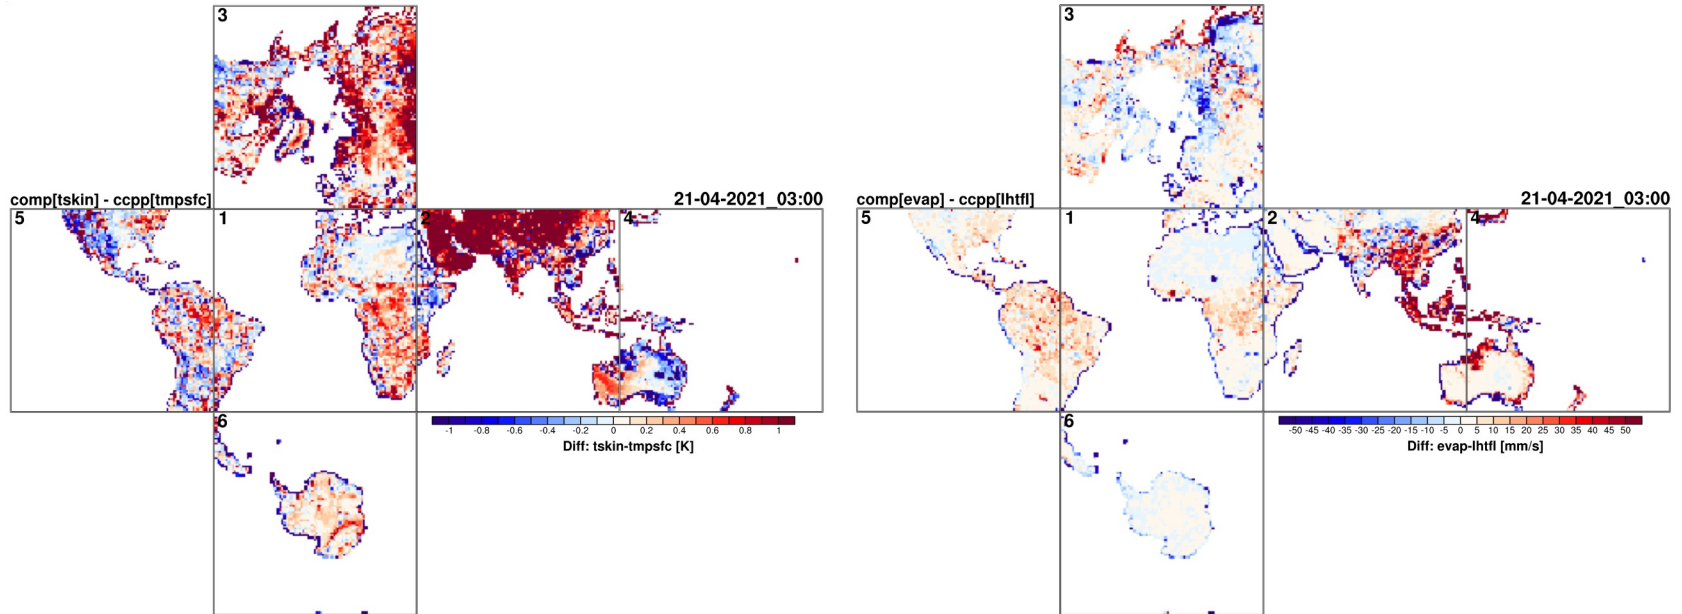 3
comp[tskin] - ccpp[tmpsfc]
21-04-2021_03:00
5
1
2
4
-1 -0.8 -0.6 -0.4 -0.2 0 0.2 0.4 0.6 0.8 1
Diff: tskin-tmpsfc [K]
6
3
comp[evap] - ccpp[lhtfl]
21-04-2021_03:00
5
1
2
4
-50 -45 -40 -35 -30 -25 -20 -15 -10 -5 0 5 10 15 20 25 30 35 40 45 50
Diff: evap-lhtfl [mm/s]
6